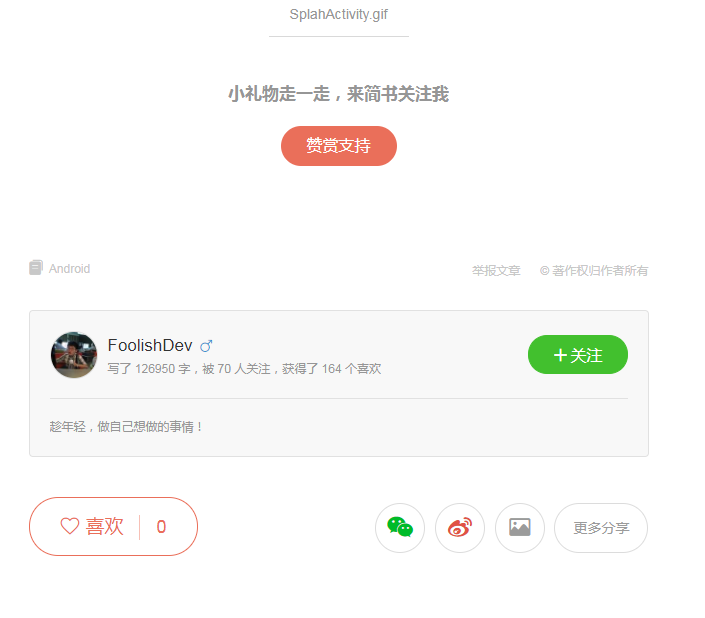 SplahActivity.gif
小礼物走一走，来简书关注我
赞赏支持
Android
举报文章 © 著作权归作者所有
FoolishDev ♂
写了 126950 字，被 70 人关注，获得了 164 个喜欢
+关注
趁年轻，做自己想做的事情！
喜欢 0
更多分享